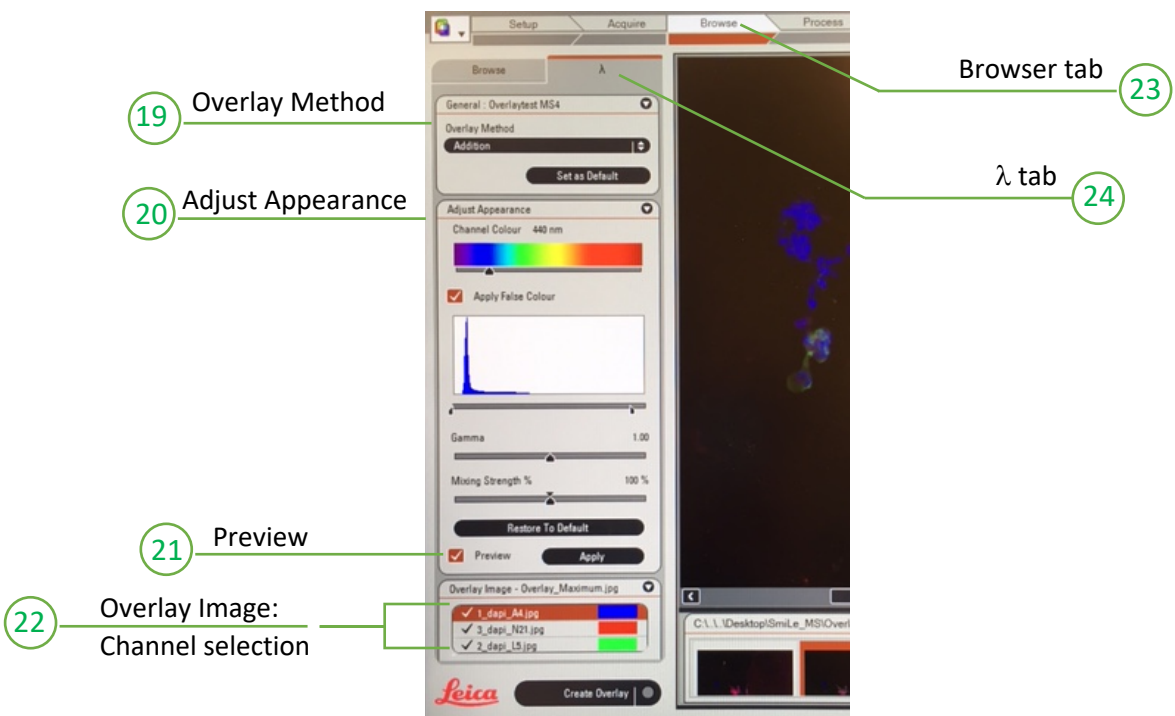 Setup
Acquire
Browse
Process
Browse
λ
Browser tab
23
19
Overlay Method
General : Overlaytest MS4
Overlay Method
Addition
Set as Default
λ tab
24
20
Adjust Appearance
Adjust Appearance
Channel Colour 440 nm
Apply False Colour
Gamma 1.00
Mixing Strength % 100 %
Restore To Default
21
Preview
Preview
Apply
22
Overlay Image:
Channel selection
Overlay Image - Overlay_Maximum.jpg
1_dapi_A4.jpg
3_dapi_N21.jpg
2_dapi_L5.jpg
C:\..\..\Desktop\SmiLe_MS\Overl
Leica
Create Overlay